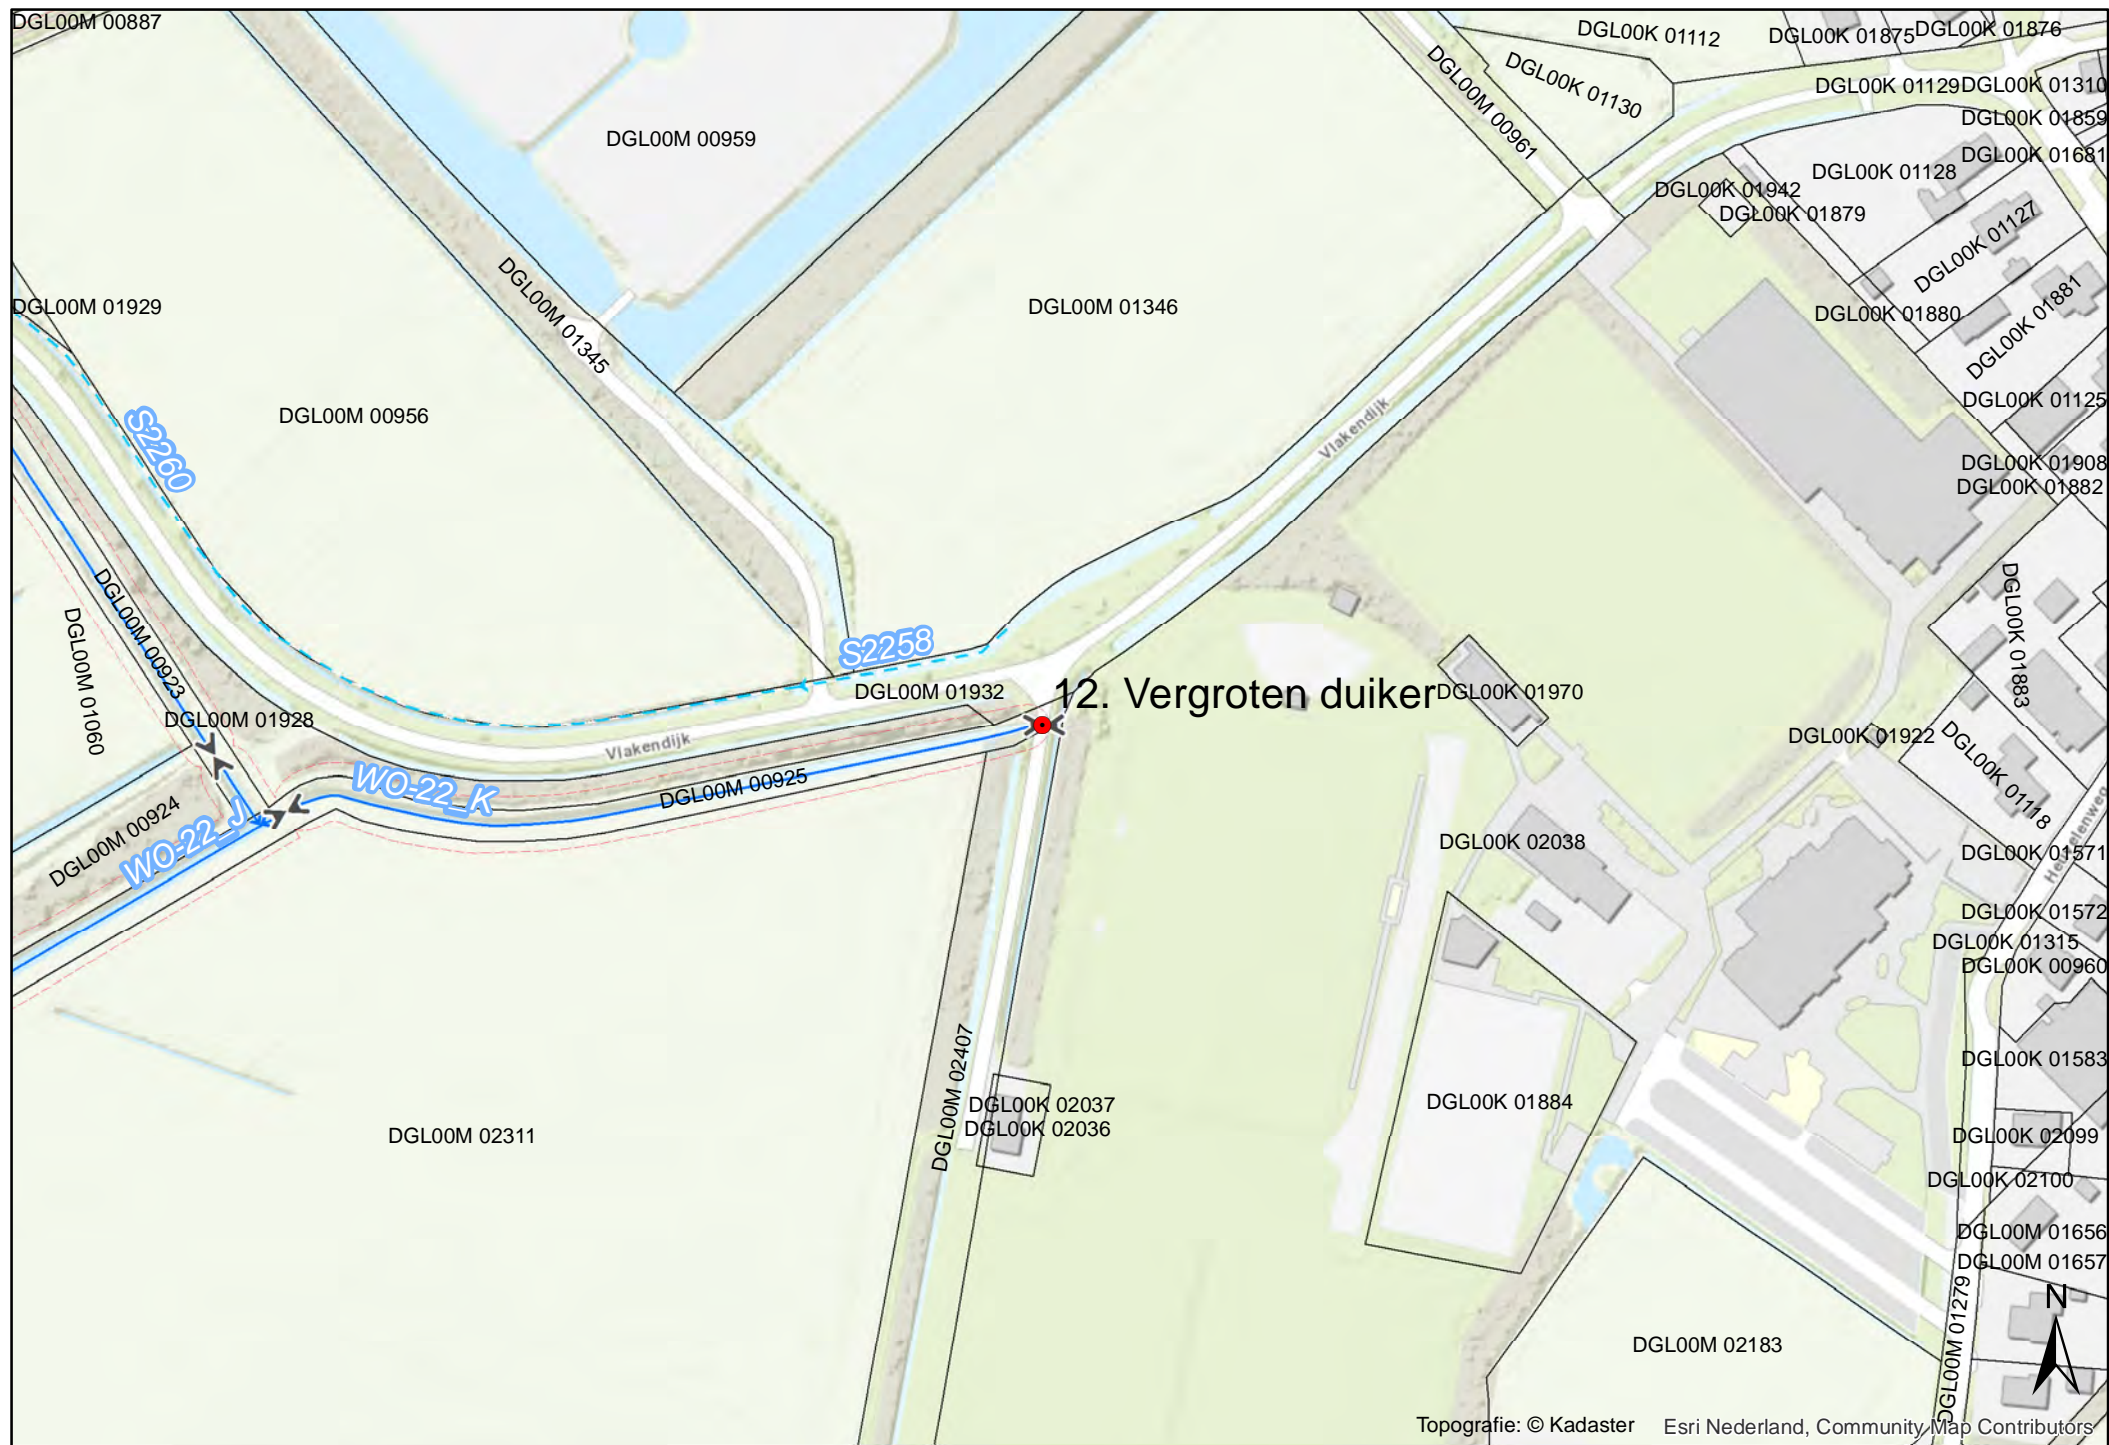 DGL00M 00887
DGL00K 01112
DGL00K 01875
DGL00K 01876
DGL00K 01130
DGL00M 00961
DGL00K 01129
DGL00K 01310
DGL00K 01859
DGL00M 00959
DGL00K 01681
DGL00K 01128
DGL00K 01942
DGL00K 01879
DGL00K 01127
DGL00M 01929
DGL00M 01345
DGL00M 01346
DGL00K 01880
DGL00K 01881
DGL00M 00956
S2260
Vlakendijk
DGL00K 01125
DGL00K 01908
DGL00K 01882
DGL00M 00923
DGL00M 01060
DGL00K 01883
S2258
DGL00M 01932
12. Vergroten duiker
DGL00K 01970
DGL00M 01928
Vlakendijk
DGL00K 01922
DGL00K 01118
WO-22_K
DGL00M 00925
DGL00M 00924
WO-22_J
DGL00K 02038
DGL00K 01571
DGL00K 01572
DGL00K 01315
DGL00K 00960
DGL00M 02407
DGL00K 01583
DGL00K 02037
DGL00K 02036
DGL00K 01884
DGL00M 02311
DGL00K 02099
DGL00K 02100
DGL00M 01656
DGL00M 01657
DGL00M 01279
N
DGL00M 02183
Topografie: © Kadaster
Esri Nederland, Community Map Contributors